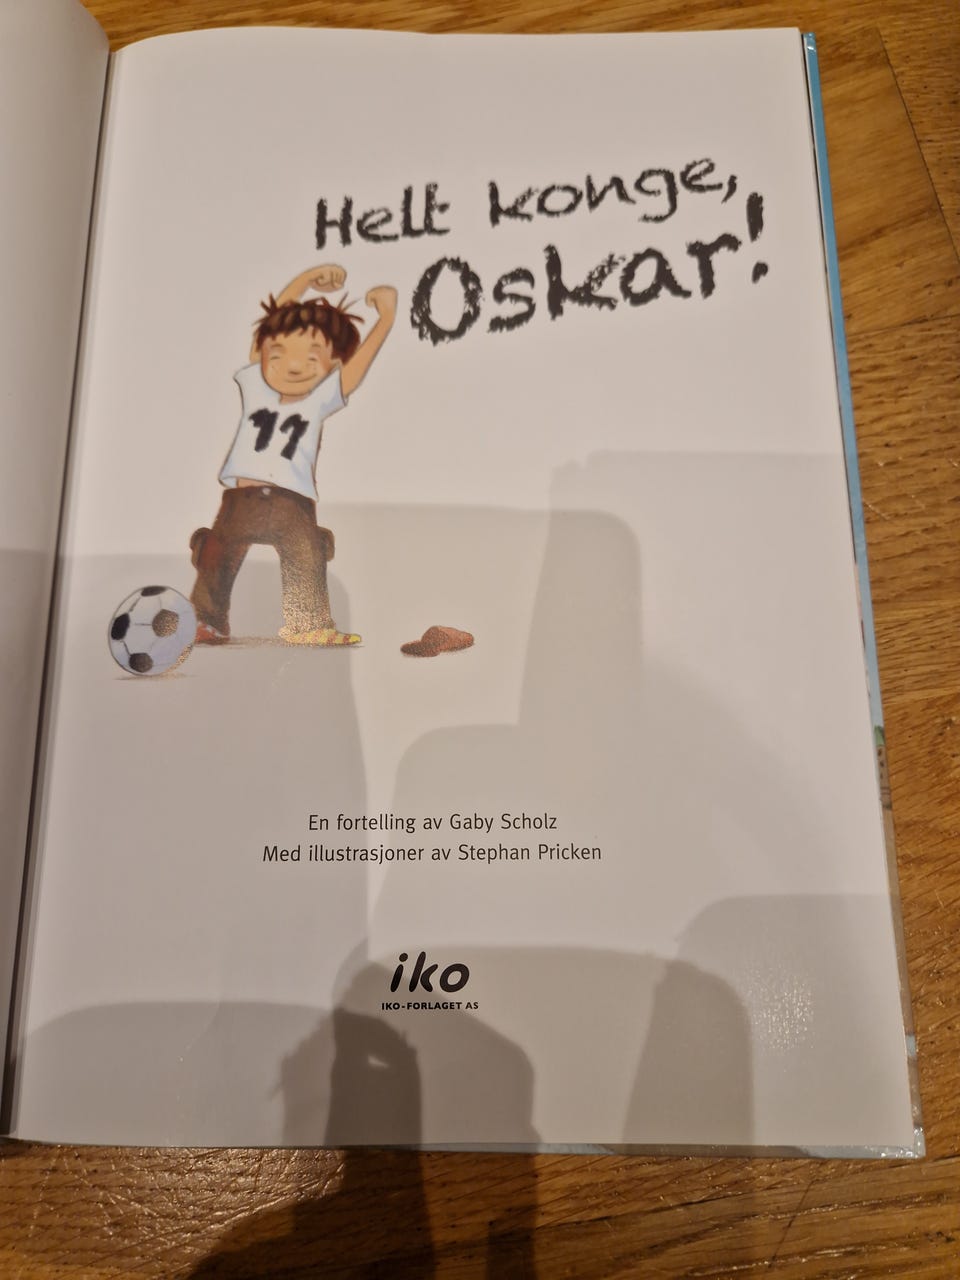 Helt konge,
Oskar!
11
En fortelling av Gaby Scholz
Med illustrasjoner av Stephan Pricken
iko
IKO-FORLAGET AS